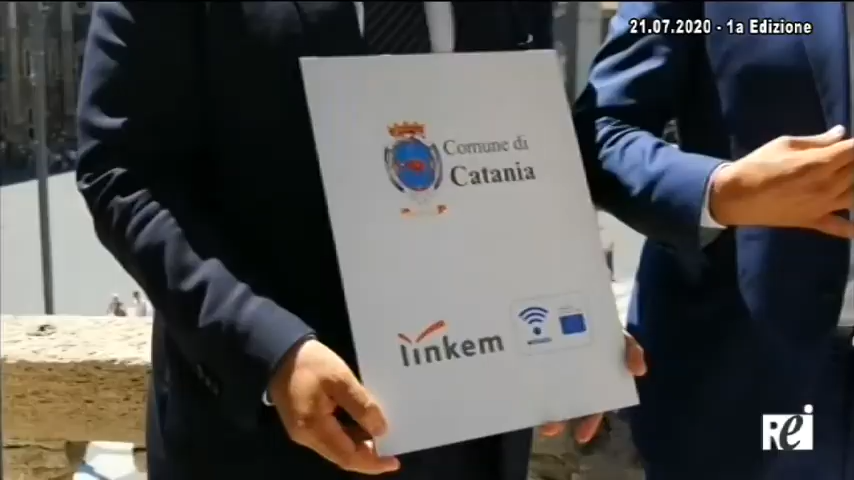 21.07.2020 - 1a Edizione
Comune di
Catania
linkem
Rei